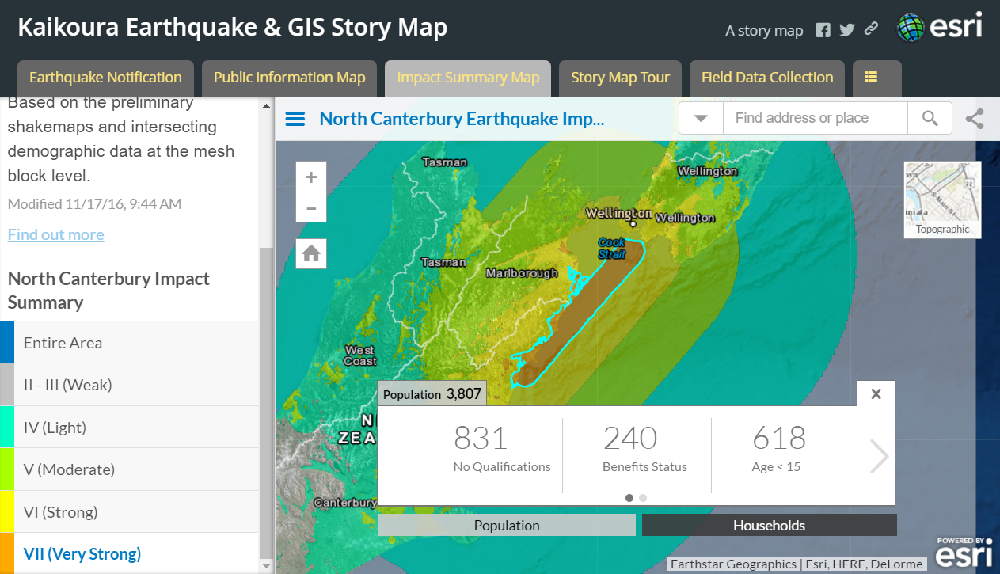 Kaikoura Earthquake & GIS Story Map
A story map
esri
Earthquake Notification
Public Information Map
Impact Summary Map
Story Map Tour
Field Data Collection
Based on the preliminary
shakemaps and intersecting
demographic data at the mesh
block level.
Modified 11/17/16, 9:44 AM
Find out more
North Canterbury Impact
Summary
Entire Area
II - III (Weak)
IV (Light)
V (Moderate)
VI (Strong)
VII (Very Strong)
North Canterbury Earthquake Imp...
Find address or place
+
−
Tasman
Wellington
Wellington
Wellington
Cook
Strait
Tasman
Marlborough
West
Coast
N
ZEA
Canterbury
22
S-Main-St
Topographic
Population 3,807
x
831
No Qualifications
240
Benefits Status
618
Age < 15
Population
Households
POWERED BY
esri
Earthstar Geographics | Esri, HERE, DeLorme